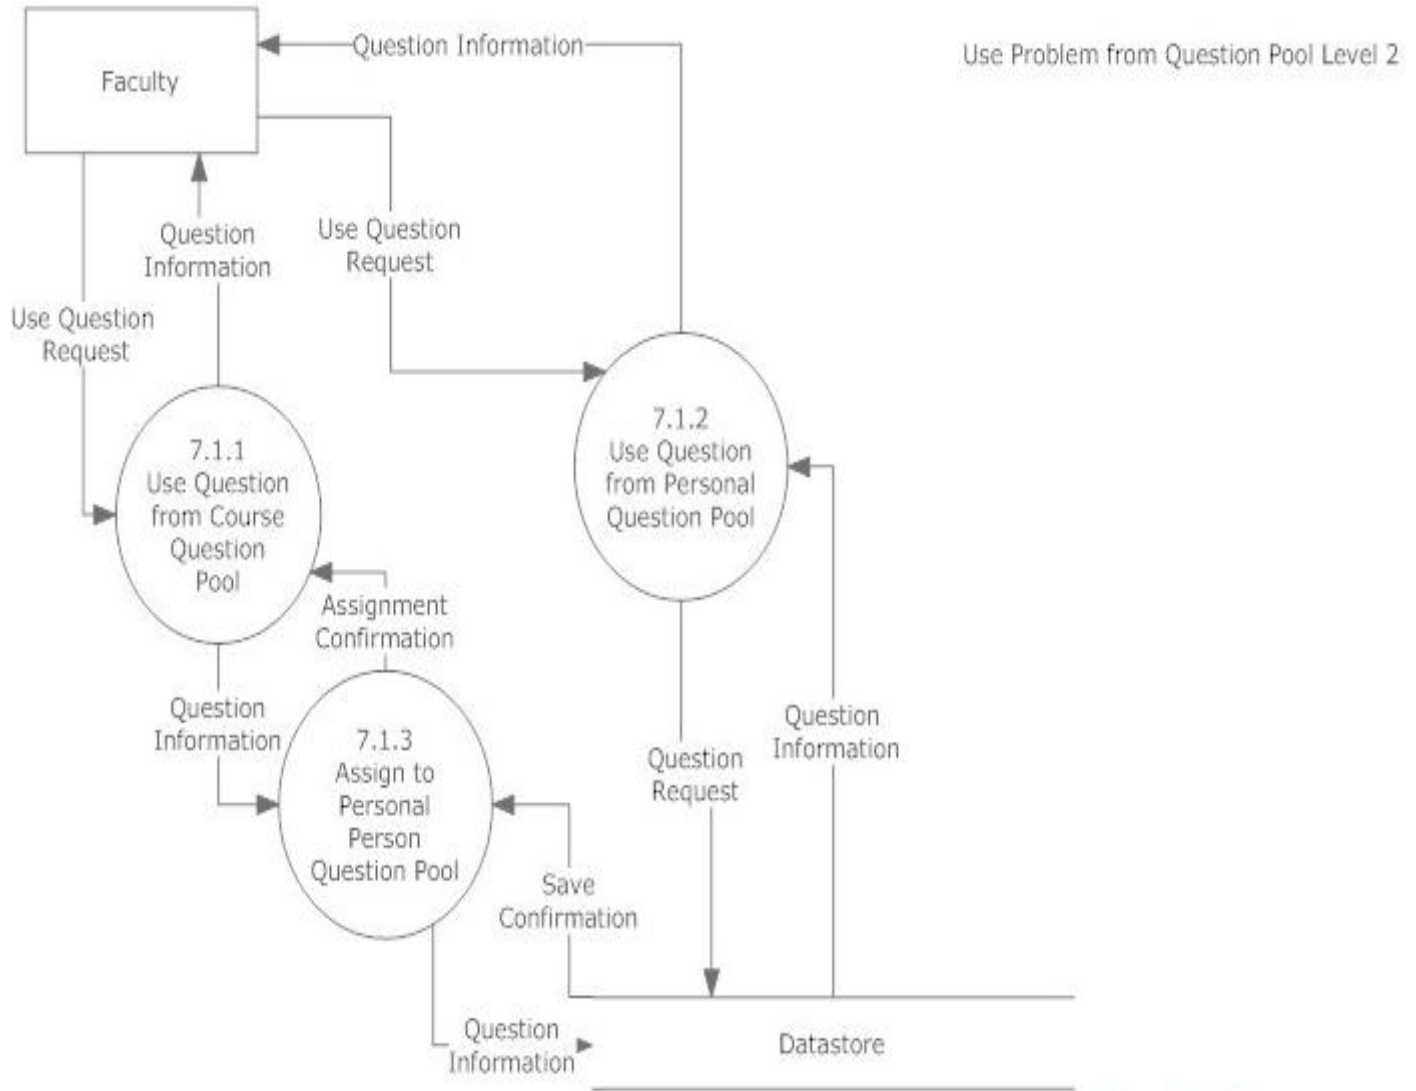 Question Information
Use Problem from Question Pool Level 2
Faculty
Question
Information
Use Question
Request
Use Question
Request
7.1.1
Use Question
from Course
Question
Pool
7.1.2
Use Question
from Personal
Question Pool
Assignment
Confirmation
Question
Information
7.1.3
Assign to
Personal
Person
Question Pool
Question
Request
Question
Information
Save
Confirmation
Question
Information
Datastore